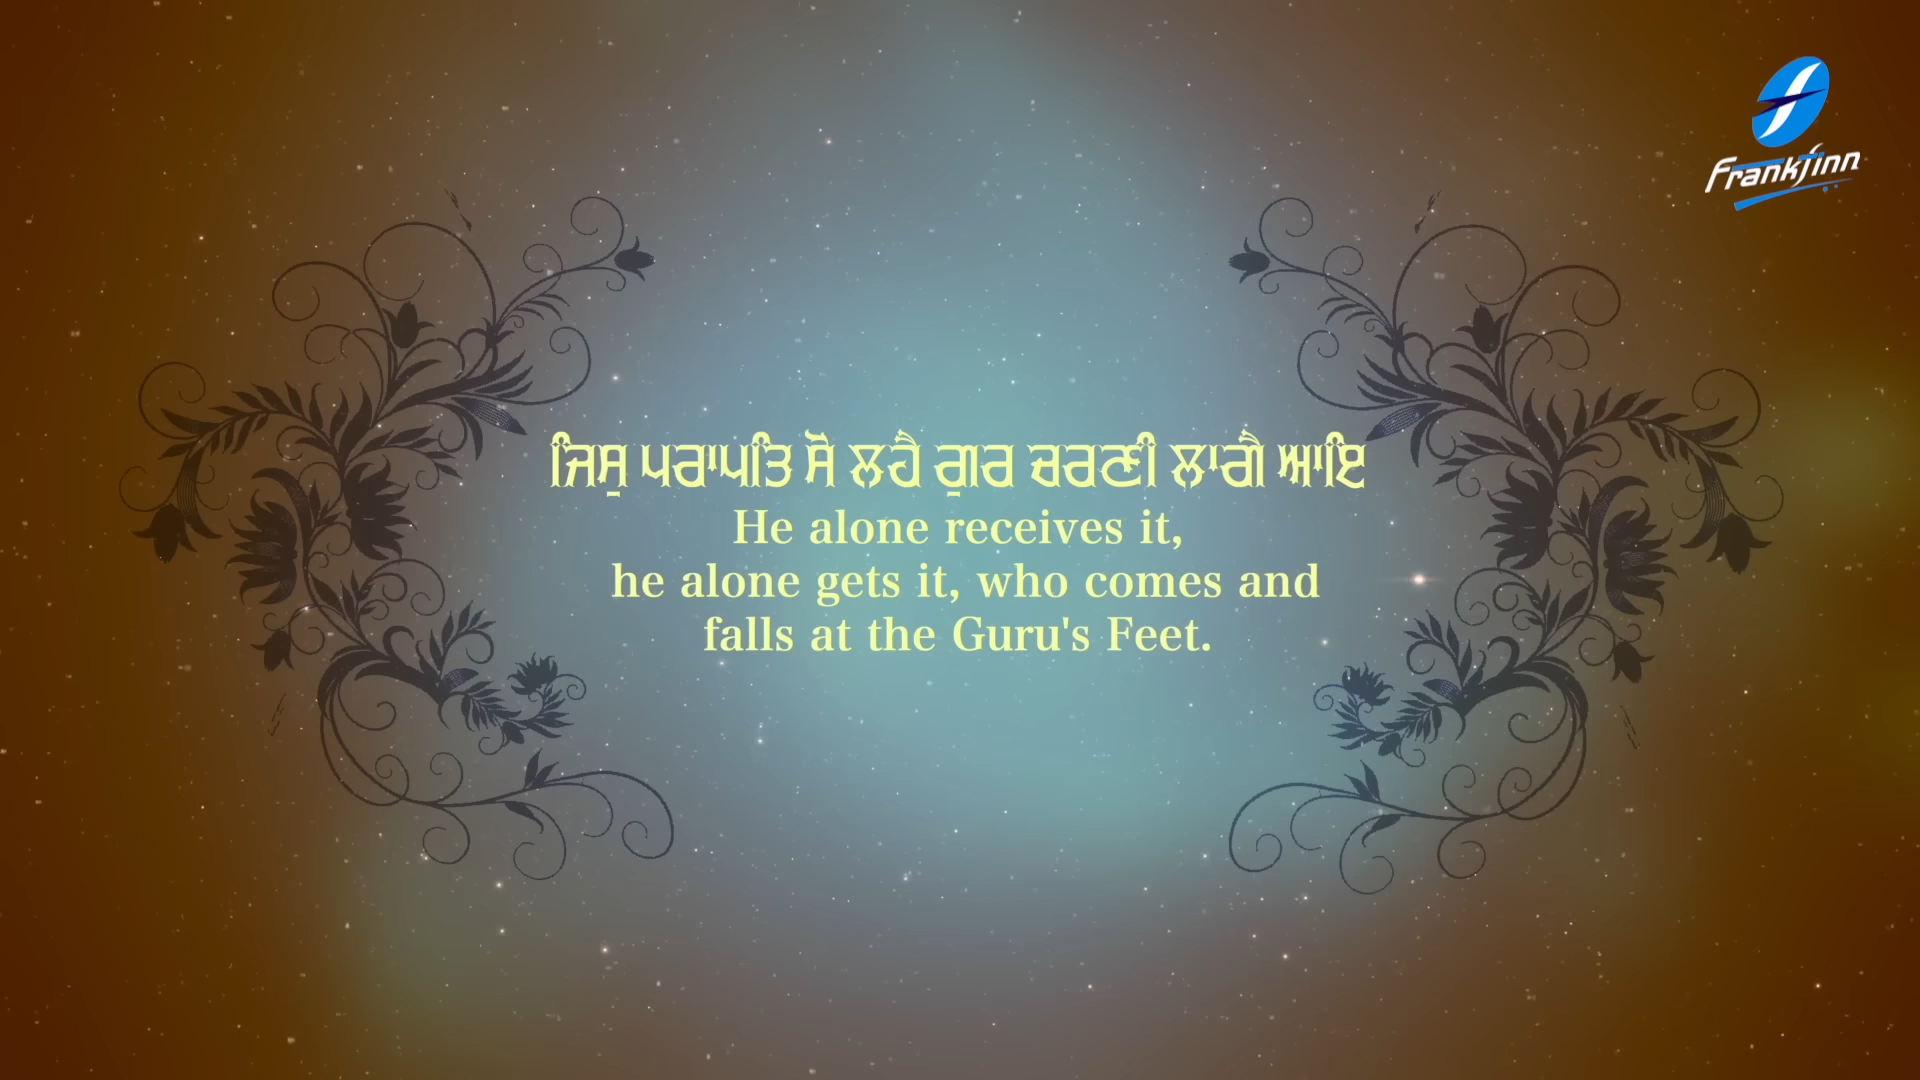 Frankfinn
ਜਿਸੁ ਪਰਾਪਤਿ ਸੋ ਲਹੈ ਗੁਰ ਚਰਣੀ ਲਾਗੈ ਆਇ
He alone receives it,
he alone gets it, who comes and
falls at the Guru's Feet.